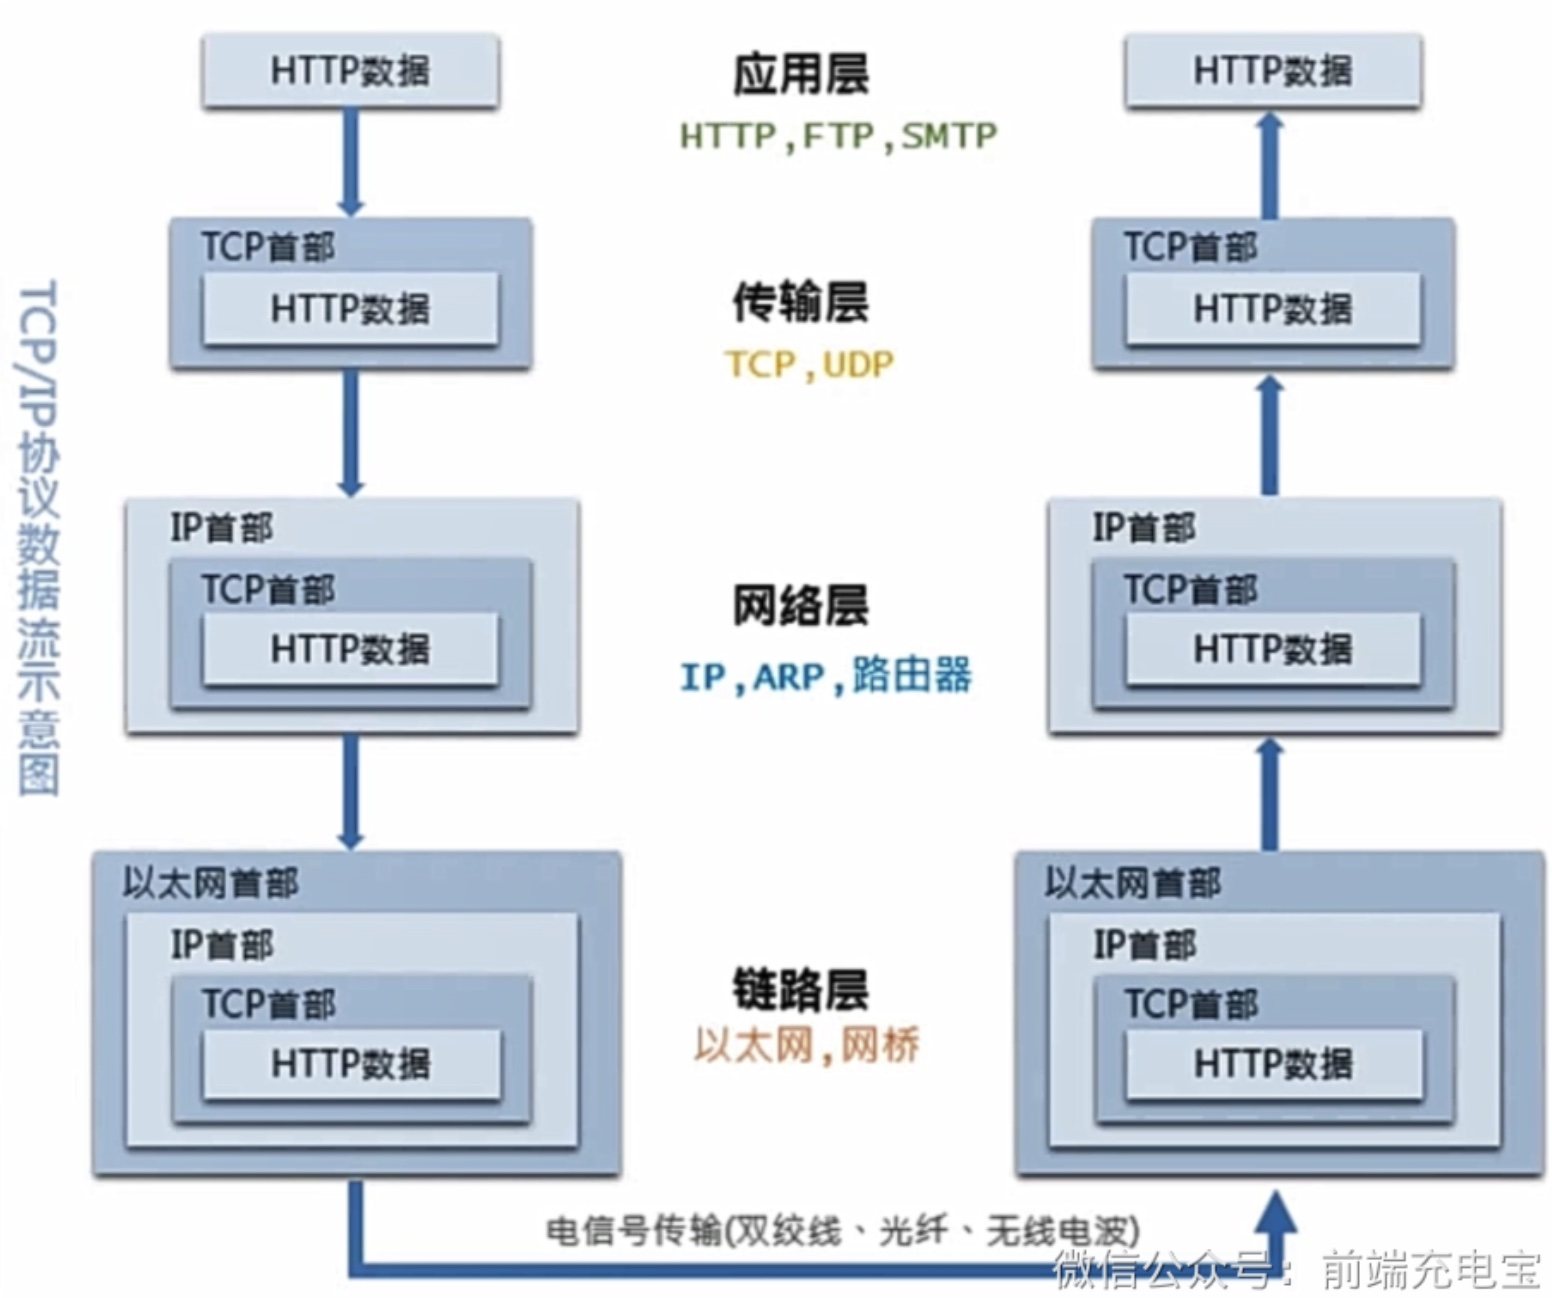 TCP/IP协议数据流示意图
HTTP数据
应用层
HTTP数据
HTTP,FTP,SMTP
TCP首部
HTTP数据
传输层
TCP,UDP
TCP首部
HTTP数据
IP首部
TCP首部
HTTP数据
网络层
IP,ARP,路由器
IP首部
TCP首部
HTTP数据
以太网首部
IP首部
TCP首部
HTTP数据
链路层
以太网,网桥
以太网首部
IP首部
TCP首部
HTTP数据
电信号传输(双绞线、光纤、无线电波)
微信公众号：前端充电宝